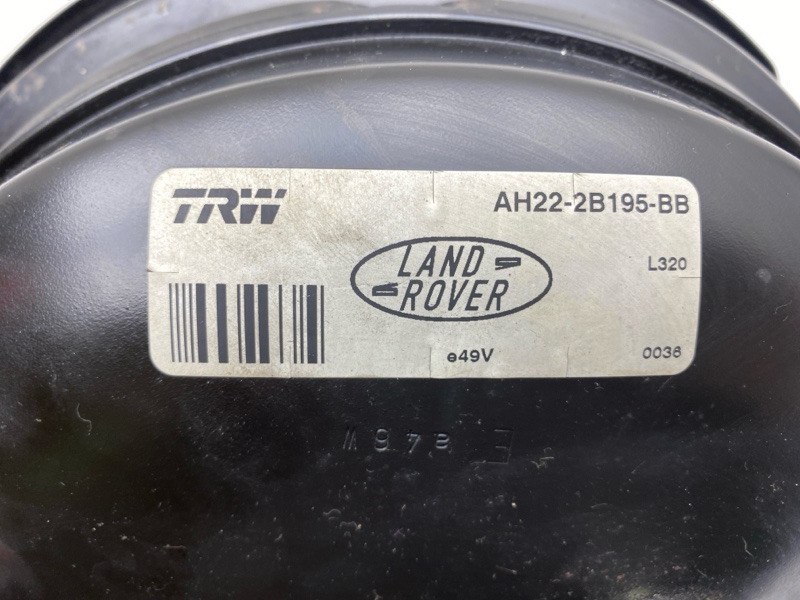 TRW
AH22-2B195-BB
LAND
ROVER
L320
e49V
0036